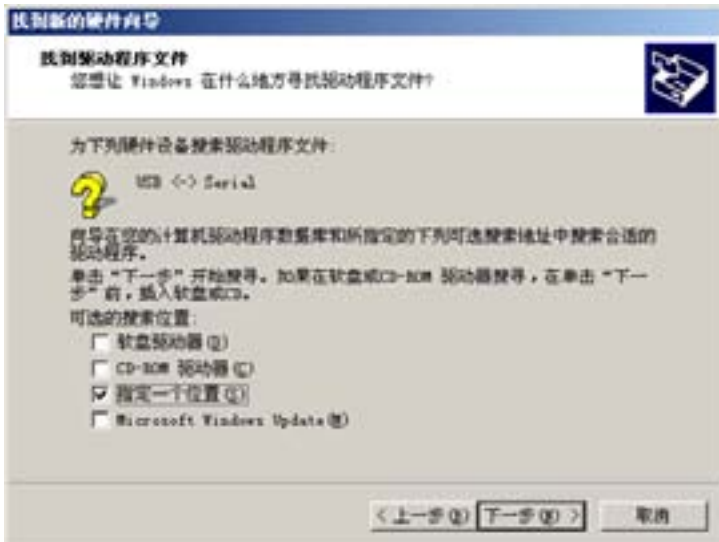 找到新的硬件向导
找到驱动程序文件
您想让 Windows 在什么地方寻找驱动程序文件?
为下列硬件设备搜索驱动程序文件:
USB <-> Serial
向导在您的计算机驱动程序数据库和所指定的下列可选搜索地址中搜索合适的
驱动程序。
单击“下一步”开始搜寻。如果在软盘或CD-ROM 驱动器搜寻，在单击“下一
步”前，插入软盘或CD。
可选的搜索位置:
软盘驱动器(D)
CD-ROM 驱动器(C)
指定一个位置(S)
Microsoft Windows Update(M)
<上一步(B) 下一步(N) > 取消